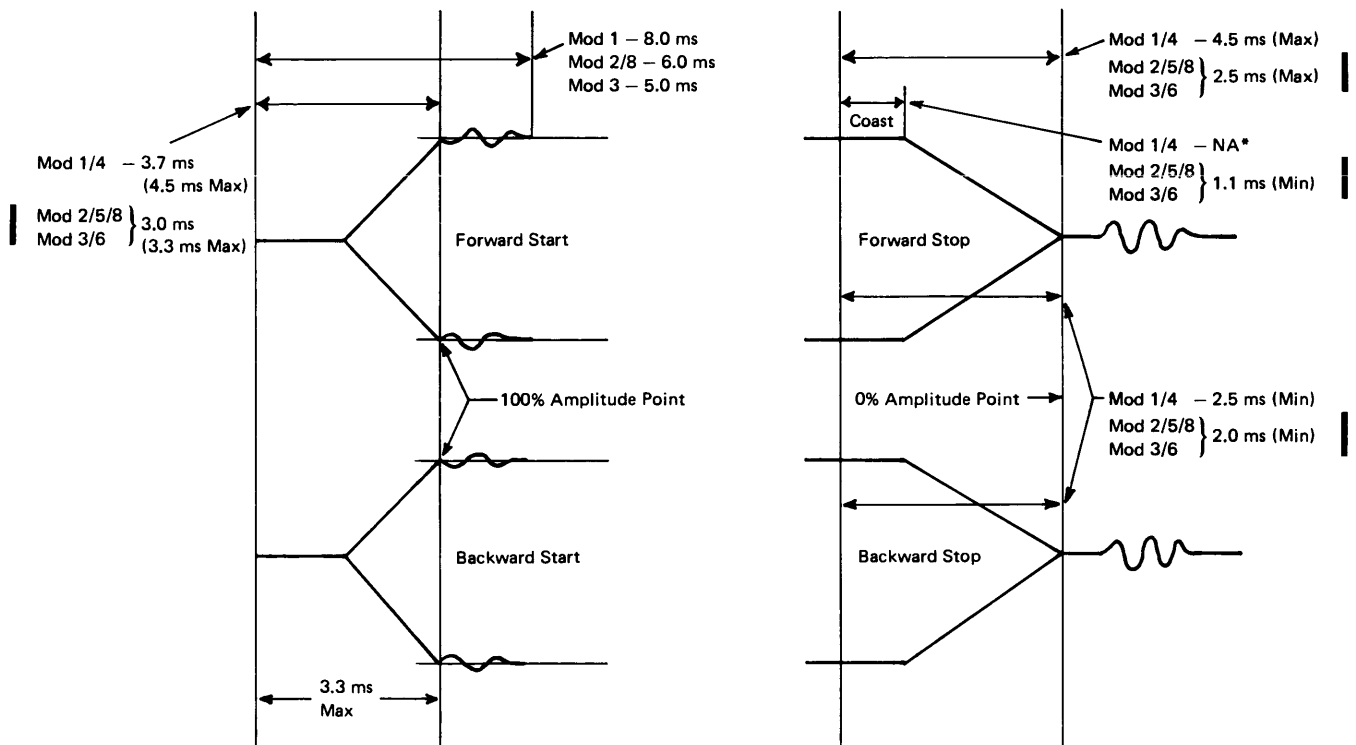 Mod 1 – 8.0 ms
Mod 2/8 – 6.0 ms
Mod 3 – 5.0 ms
Mod 1/4 – 3.7 ms
(4.5 ms Max)
Mod 2/5/8 } 3.0 ms
Mod 3/6 (3.3 ms Max)
Forward Start
100% Amplitude Point
Backward Start
3.3 ms
Max
Mod 1/4 – 4.5 ms (Max)
Mod 2/5/8 } 2.5 ms (Max)
Mod 3/6
Coast
Mod 1/4 – NA*
Mod 2/5/8 } 1.1 ms (Min)
Mod 3/6
Forward Stop
0% Amplitude Point
Mod 1/4 – 2.5 ms (Min)
Mod 2/5/8 } 2.0 ms (Min)
Mod 3/6
Backward Stop